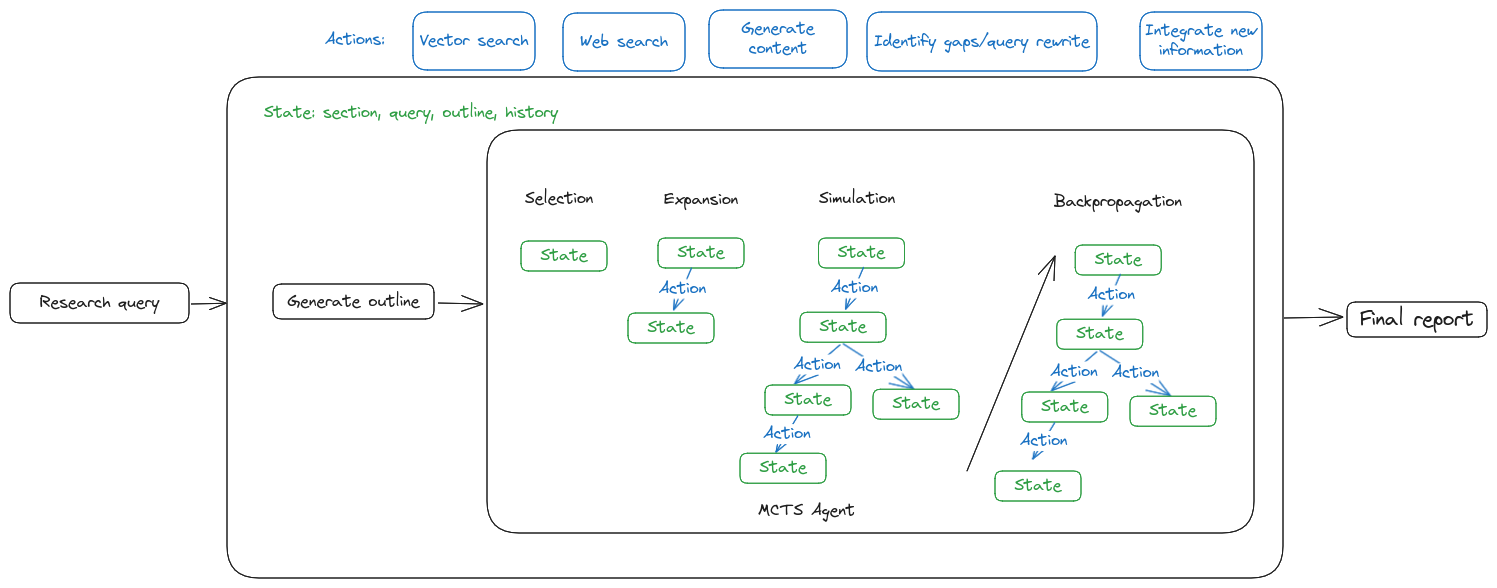 Actions:
Vector search
Web search
Generate
content
Identify gaps/query rewrite
Integrate new
information
State: section, query, outline, history
Research query
Generate outline
Selection
State
Expansion
State
Action
State
Simulation
State
Action
State
Action
Action
State
State
Action
State
Backpropagation
State
Action
State
Action
Action
State
State
Action
State
MCTS Agent
Final report